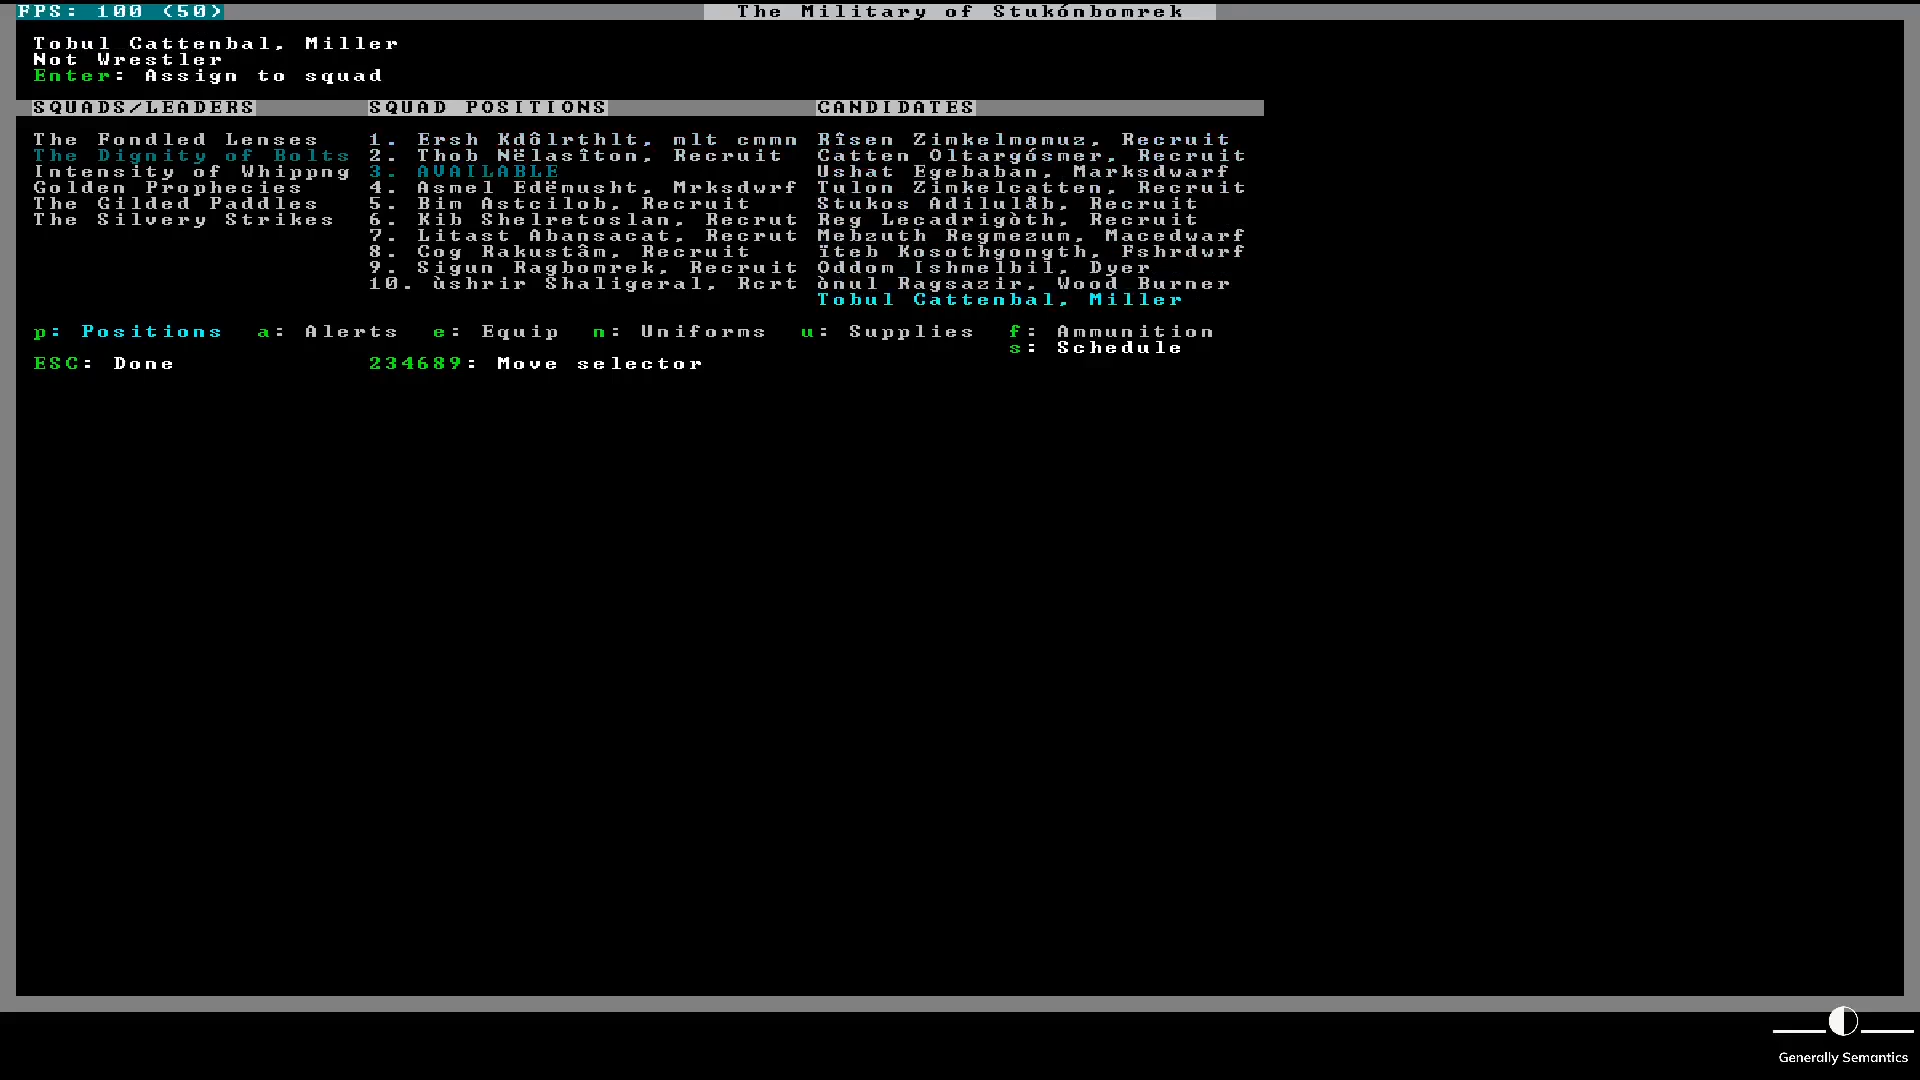 FPS: 100 (50)
The Military of Stukónbomrek
Tobul Cattenbal, Miller
Not Wrestler
Enter: Assign to squad
SQUADS/LEADERS SQUAD POSITIONS CANDIDATES
The Fondled Lenses 1. Ersh Kdôlrthlt, mlt cmmn Rîsen Zimkelmomuz, Recruit
The Dignity of Bolts 2. Thob Nëlasîton, Recruit Catten Oltargósmer, Recruit
Intensity of Whippng 3. AVAILABLE Ushat Egebaban, Marksdwarf
Golden Prophecies 4. Asmel Edëmusht, Mrksdwrf Tulon Zimkelcatten, Recruit
The Gilded Paddles 5. Bim Astcilob, Recruit Stukos Adilulåb, Recruit
The Silvery Strikes 6. Kib Shelretoslan, Recrut Reg Lecadrigòth, Recruit
7. Litast Abansacat, Recrut Mebzuth Regmezum, Macedwarf
8. Cog Rakustâm, Recruit ïteb Kosothgongth, Fshrdwrf
9. Sigun Ragbomrek, Recruit Oddom Ishmelbil, Dyer
10. ùshrir Shaligeral, Rcrt ònul Ragsazir, Wood Burner
Tobul Cattenbal, Miller
p: Positions a: Alerts e: Equip n: Uniforms u: Supplies f: Ammunition
s: Schedule
ESC: Done 234689: Move selector
Generally Semantics